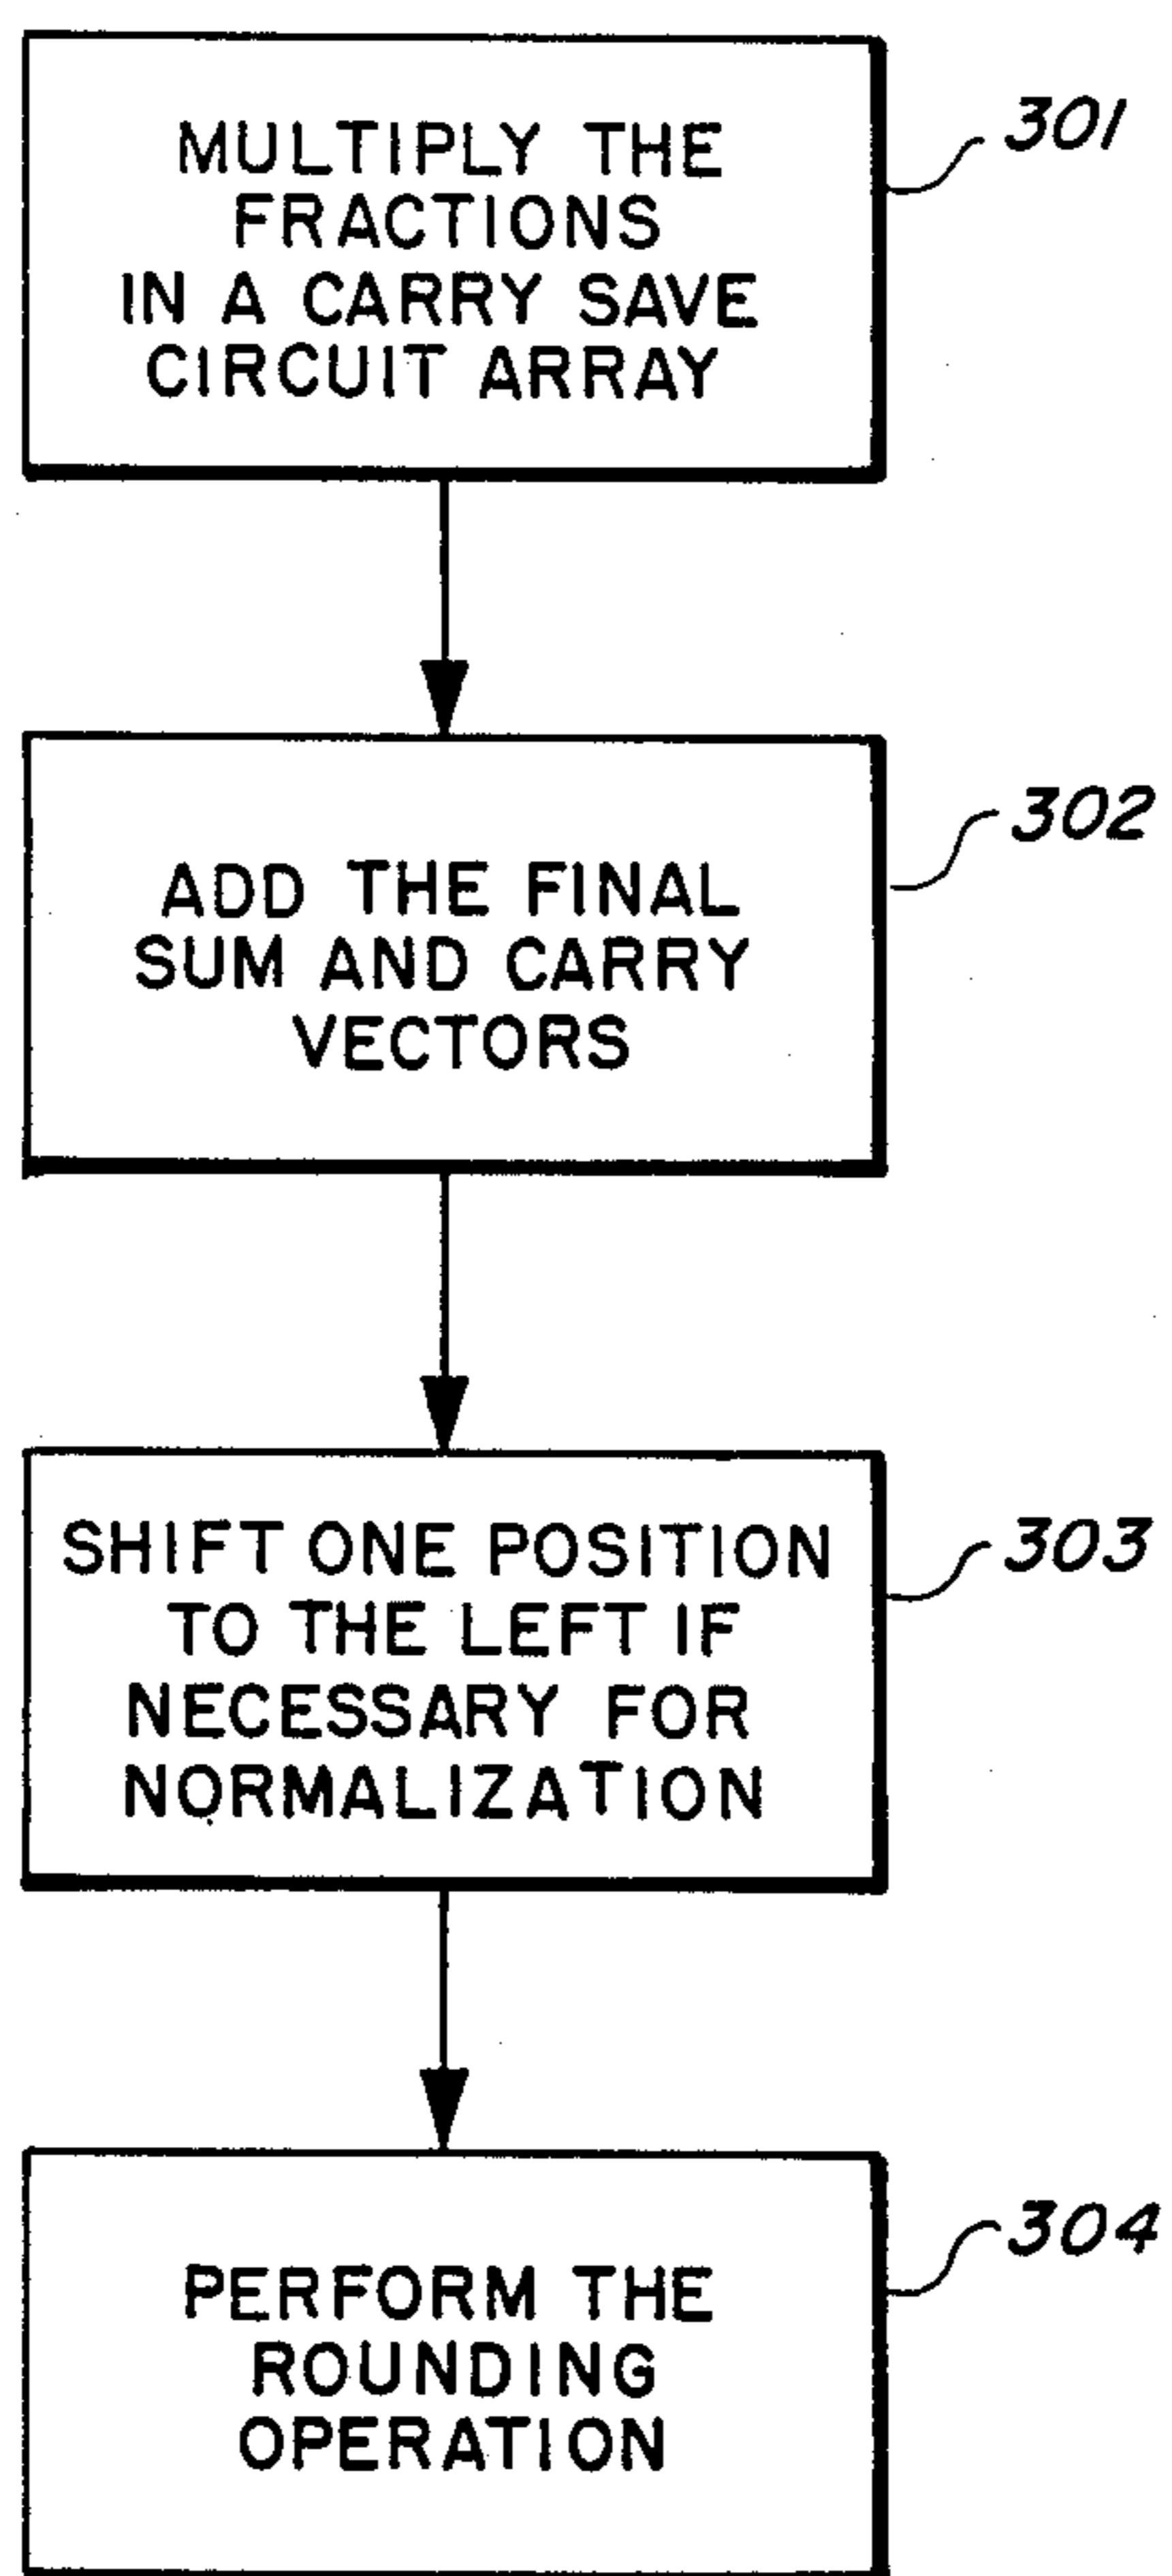 MULTIPLY THE
FRACTIONS
IN A CARRY SAVE
CIRCUIT ARRAY
301
ADD THE FINAL
SUM AND CARRY
VECTORS
302
SHIFT ONE POSITION
TO THE LEFT IF
NECESSARY FOR
NORMALIZATION
303
PERFORM THE
ROUNDING
OPERATION
304